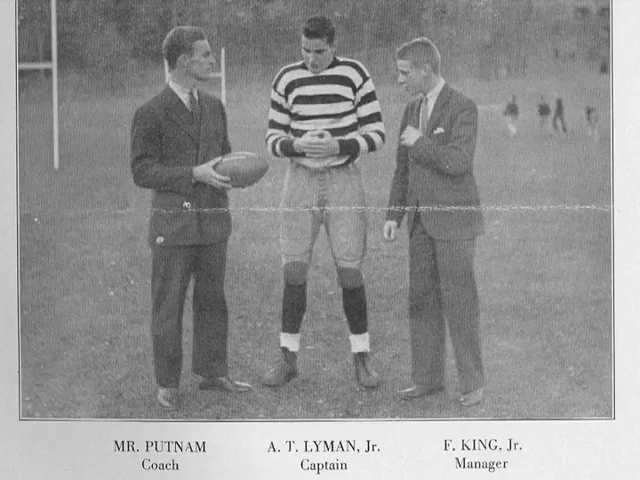 MR. PUTNAM A. T. LYMAN, Jr. F. KING, Jr.
Coach Captain Manager